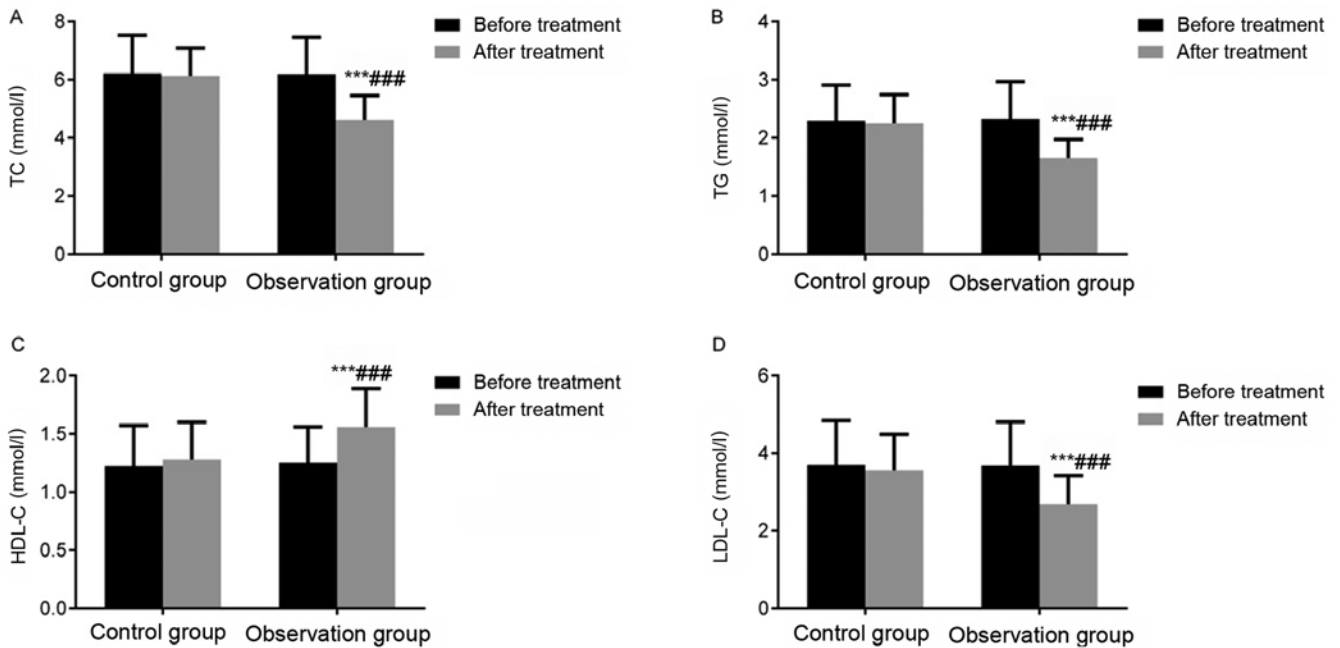 A
TC (mmol/l)
8
6
4
2
0
***###
Control group
Observation group
Before treatment
After treatment
B
TG (mmol/l)
4
3
2
1
0
***###
Control group
Observation group
Before treatment
After treatment
C
HDL-C (mmol/l)
2.0
1.5
1.0
0.5
0.0
***###
Control group
Observation group
Before treatment
After treatment
D
LDL-C (mmol/l)
6
4
2
0
***###
Control group
Observation group
Before treatment
After treatment